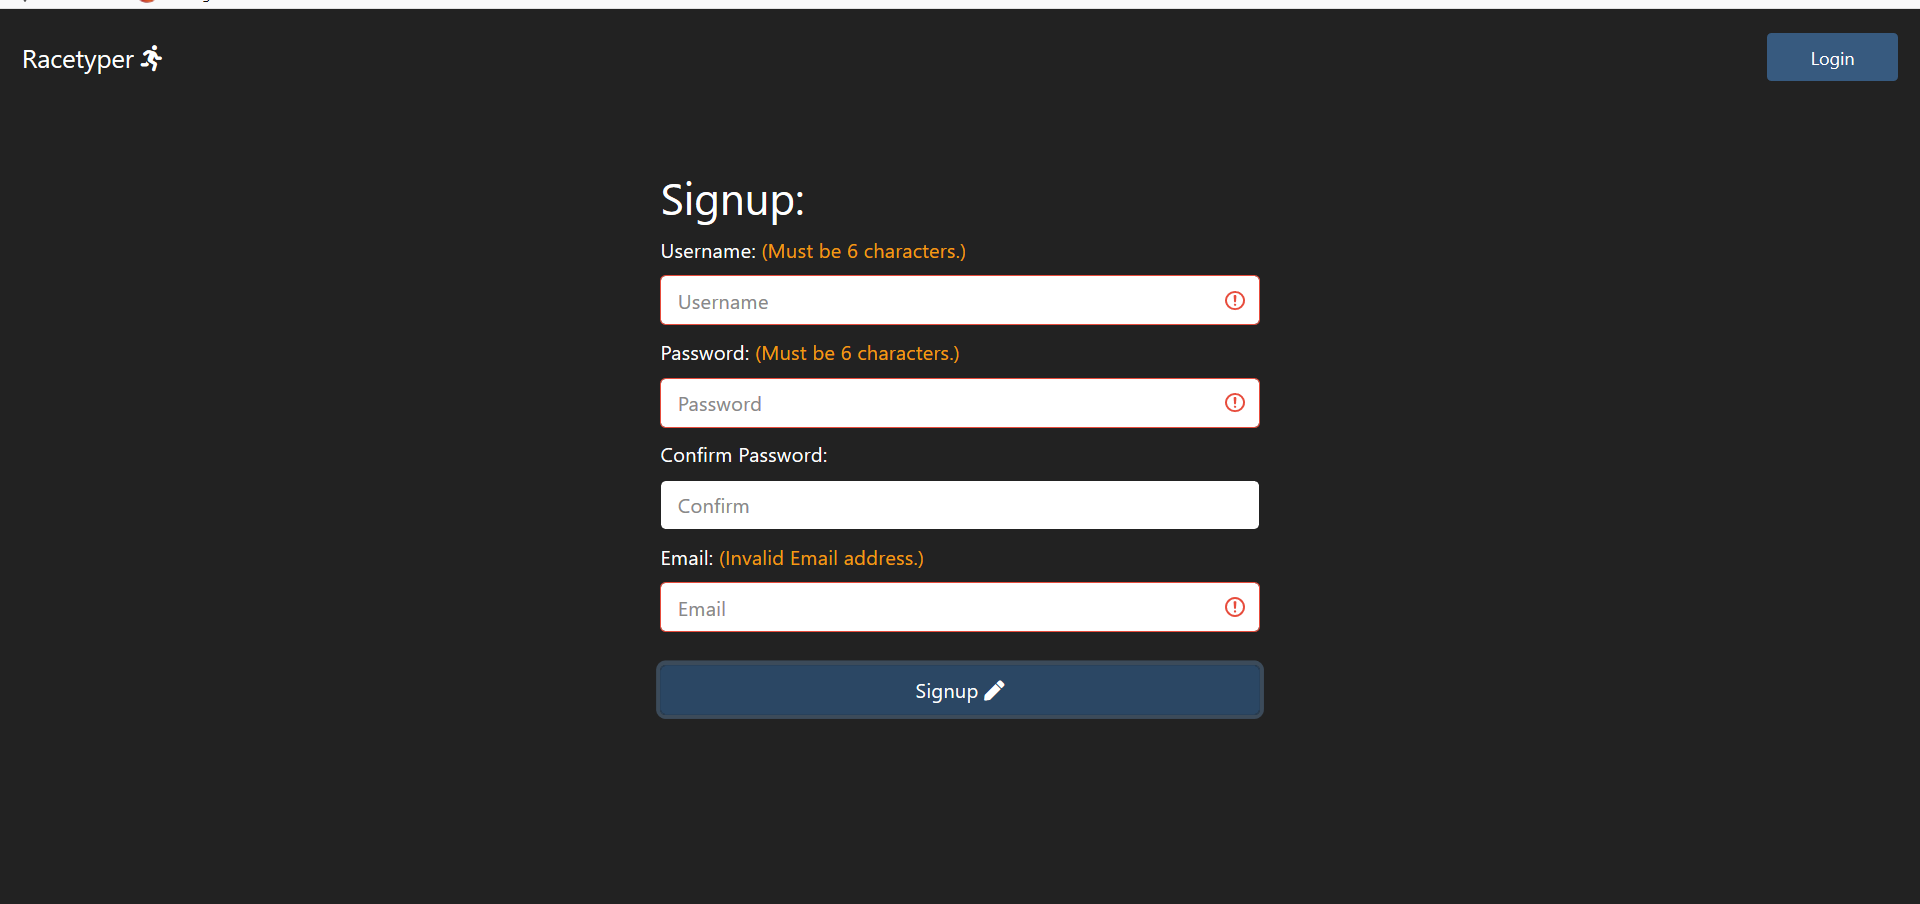 Racetyper
Login
Signup:
Username: (Must be 6 characters.)
Username
Password: (Must be 6 characters.)
Password
Confirm Password:
Confirm
Email: (Invalid Email address.)
Email
Signup